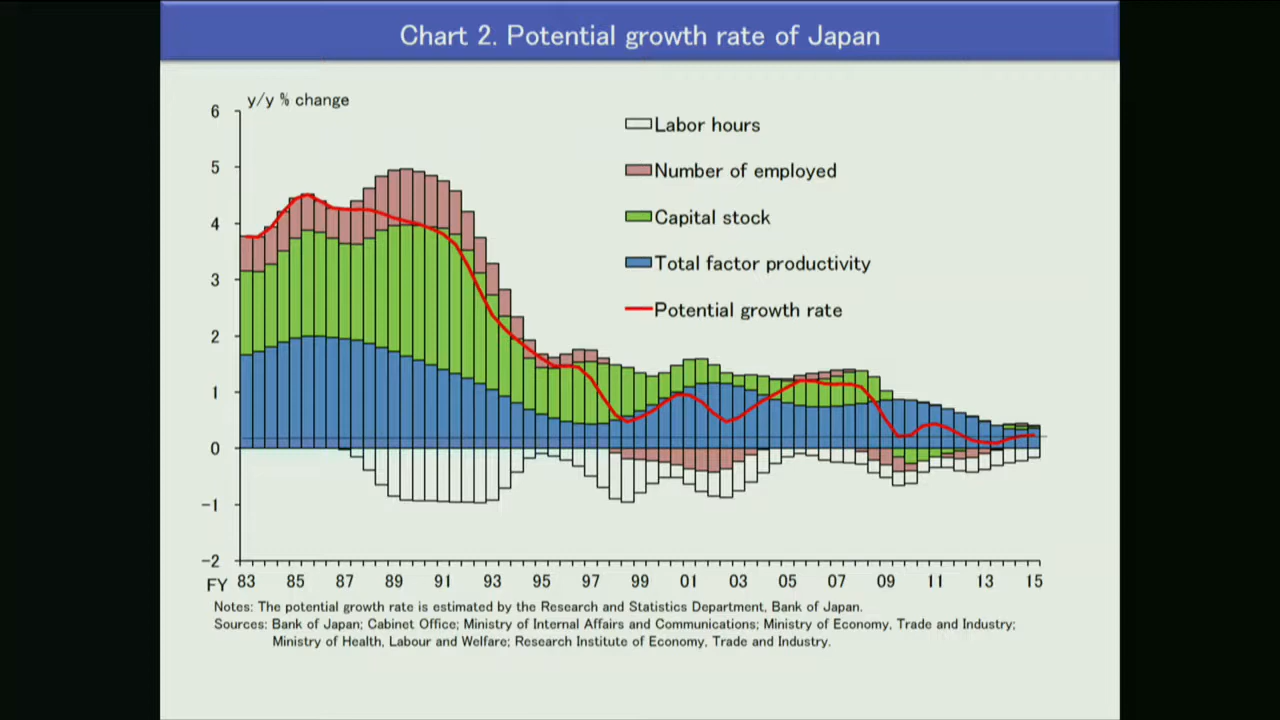 Chart 2. Potential growth rate of Japan
y/y % change
6
5
4
3
2
1
0
-1
-2
Labor hours
Number of employed
Capital stock
Total factor productivity
Potential growth rate
FY 83 85 87 89 91 93 95 97 99 01 03 05 07 09 11 13 15
Notes: The potential growth rate is estimated by the Research and Statistics Department, Bank of Japan.
Sources: Bank of Japan; Cabinet Office; Ministry of Internal Affairs and Communications; Ministry of Economy, Trade and Industry;
Ministry of Health, Labour and Welfare; Research Institute of Economy, Trade and Industry.